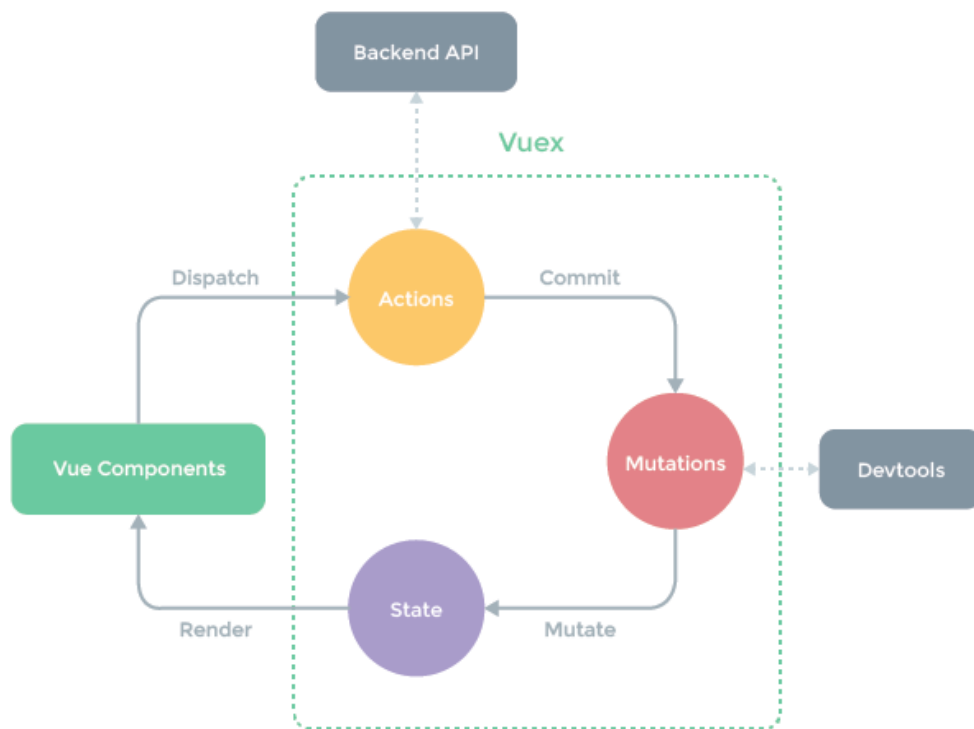 Backend API
Vuex
Dispatch
Commit
Actions
Vue Components
Mutations
Devtools
State
Render
Mutate